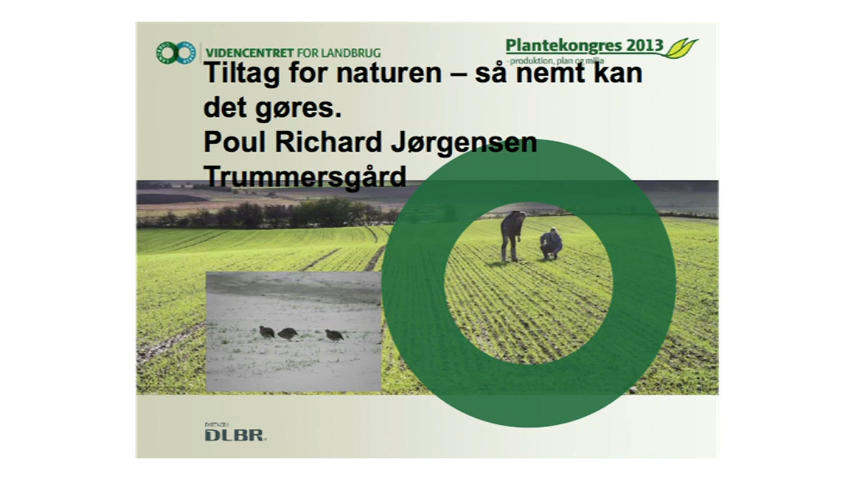 VIDENCENTRET FOR LANDBRUG
Plantekongres 2013
- produktion, plan og miljø
Tiltag for naturen – så nemt kan
det gøres.
Poul Richard Jørgensen
Trummersgård
DLBR